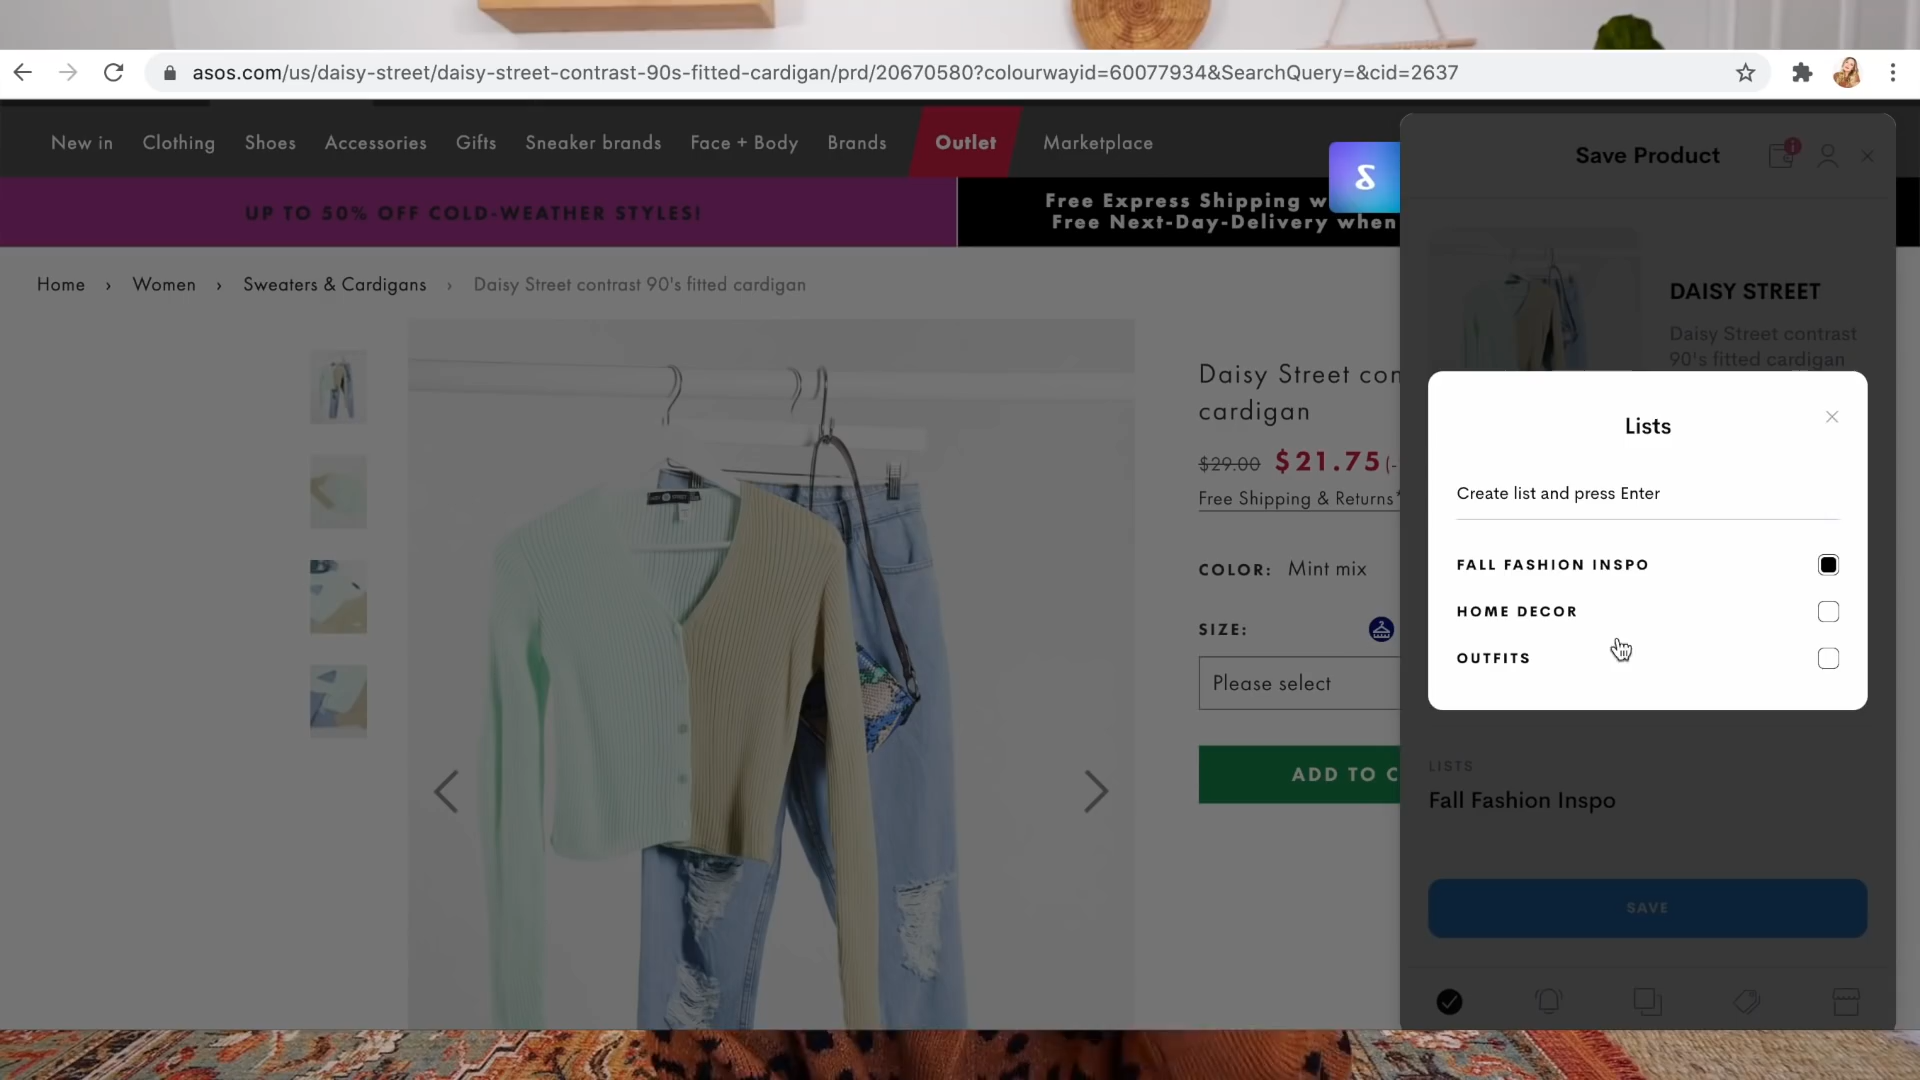 asos.com/us/daisy-street/daisy-street-contrast-90s-fitted-cardigan/prd/20670580?colourwayid=60077934&SearchQuery=&cid=2637
New in Clothing Shoes Accessories Gifts Sneaker brands Face + Body Brands Outlet Marketplace
UP TO 50% OFF COLD-WEATHER STYLES!
Free Express Shipping w
Free Next-Day-Delivery when
Home › Women › Sweaters & Cardigans › Daisy Street contrast 90's fitted cardigan
Daisy Street con
cardigan
$29.00 $21.75 (-
Free Shipping & Returns*
COLOR: Mint mix
SIZE:
Please select
ADD TO C
Save Product
DAISY STREET
Daisy Street contrast
90's fitted cardigan
Lists
Create list and press Enter
FALL FASHION INSPO
HOME DECOR
OUTFITS
LISTS
Fall Fashion Inspo
SAVE